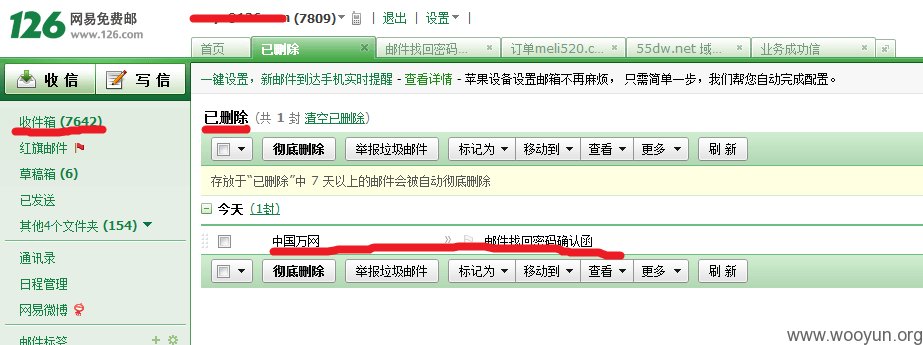 126 网易免费邮
www.126.com
(7809) | 退出 | 设置
首页 已删除 邮件找回密码... 订单meli520.c... 55dw.net 域... 业务成功信
收信 写信
一键设置，新邮件到达手机实时提醒 - 查看详情 - 苹果设备设置邮箱不再麻烦， 只需简单一步，我们帮您自动完成配置。
收件箱 (7642)
红旗邮件
草稿箱 (6)
已发送
其他4个文件夹 (154)
通讯录
日程管理
网易微博
邮件标签
已删除 (共 1 封 清空已删除)
彻底删除 举报垃圾邮件 标记为 移动到 查看 更多 刷 新
存放于“已删除”中 7 天以上的邮件会被自动彻底删除
今天 (1封)
中国万网 邮件找回密码确认函
彻底删除 举报垃圾邮件 标记为 移动到 查看 更多 刷 新
www.wooyun.org